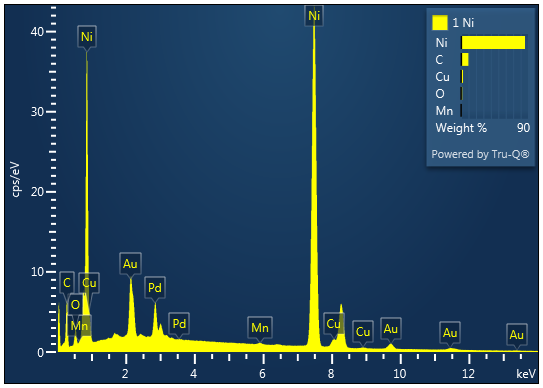 40
30
20
10
0
cps/eV
Ni
Ni
C
O
Cu
Mn
Au
Pd
Pd
Mn
Cu
Cu
Au
Au
Au
2 4 6 8 10 12 keV
1 Ni
Ni
C
Cu
O
Mn
Weight % 90
Powered by Tru-Q®